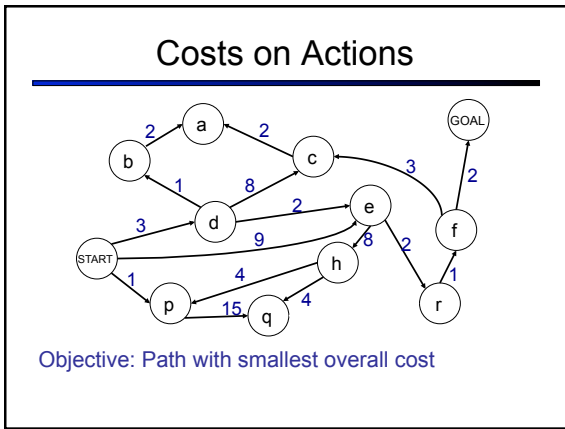 Costs on Actions
a
GOAL
2
2
b
c
3
2
1
8
2
e
d
f
3
9
8
2
START
h
1
4
1
p
15
4
r
q
Objective: Path with smallest overall cost